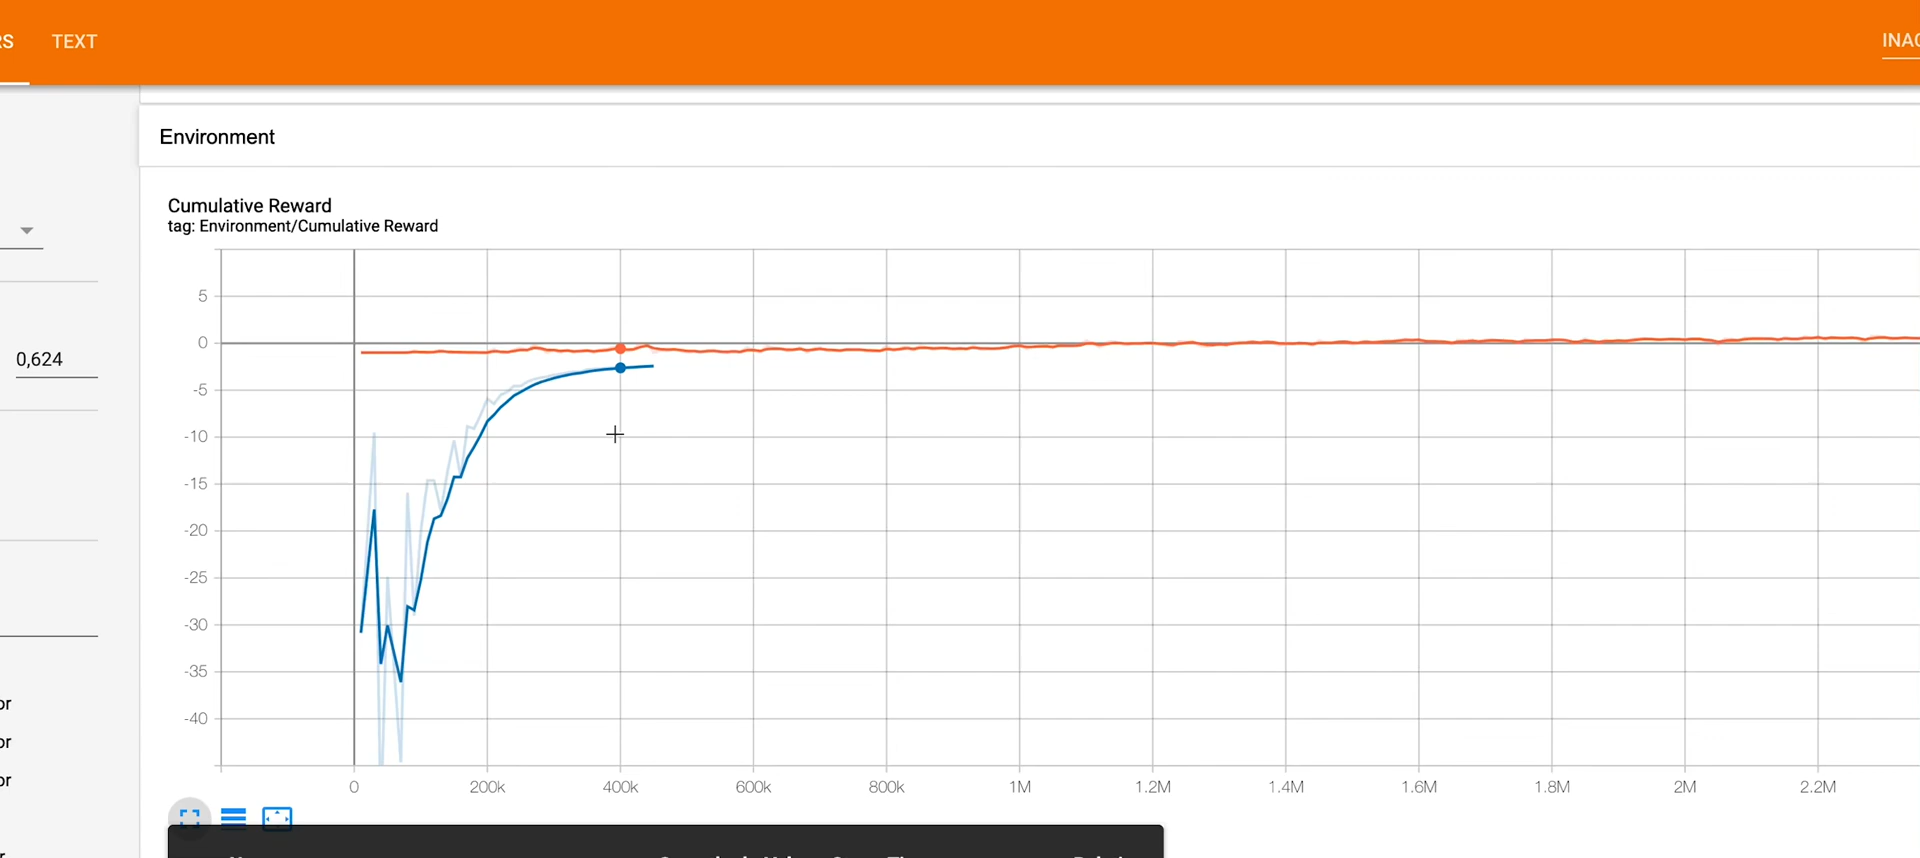 TEXT
Environment
Cumulative Reward
tag: Environment/Cumulative Reward
0,624
5
0
-5
-10
-15
-20
-25
-30
-35
-40
0 200k 400k 600k 800k 1M 1.2M 1.4M 1.6M 1.8M 2M 2.2M